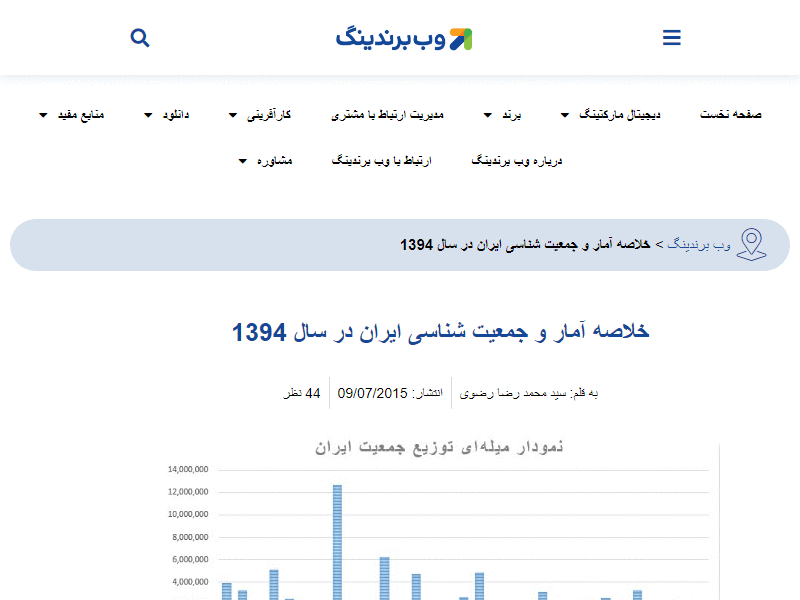 وب‌برندینگ
صفحه نخست دیجیتال مارکتینگ برند مدیریت ارتباط با مشتری کارآفرینی دانلود منابع مفید
درباره وب برندینگ ارتباط با وب برندینگ مشاوره
وب برندینگ > خلاصه آمار و جمعیت شناسی ایران در سال 1394
خلاصه آمار و جمعیت شناسی ایران در سال 1394
به قلم: سید محمد رضا رضوی انتشار: 09/07/2015 44 نظر
نمودار میله‌ای توزیع جمعیت ایران
14,000,000
12,000,000
10,000,000
8,000,000
6,000,000
4,000,000